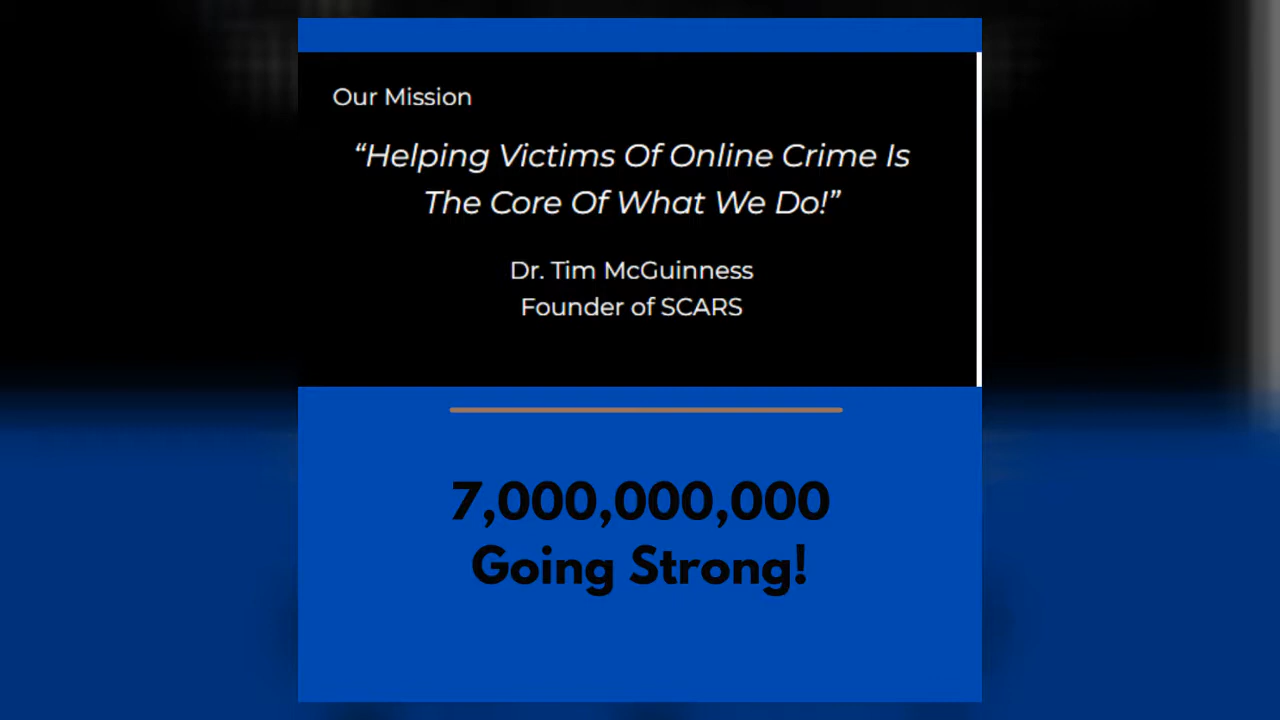 Our Mission
“Helping Victims Of Online Crime Is
The Core Of What We Do!”
Dr. Tim McGuinness
Founder of SCARS
7,000,000,000
Going Strong!